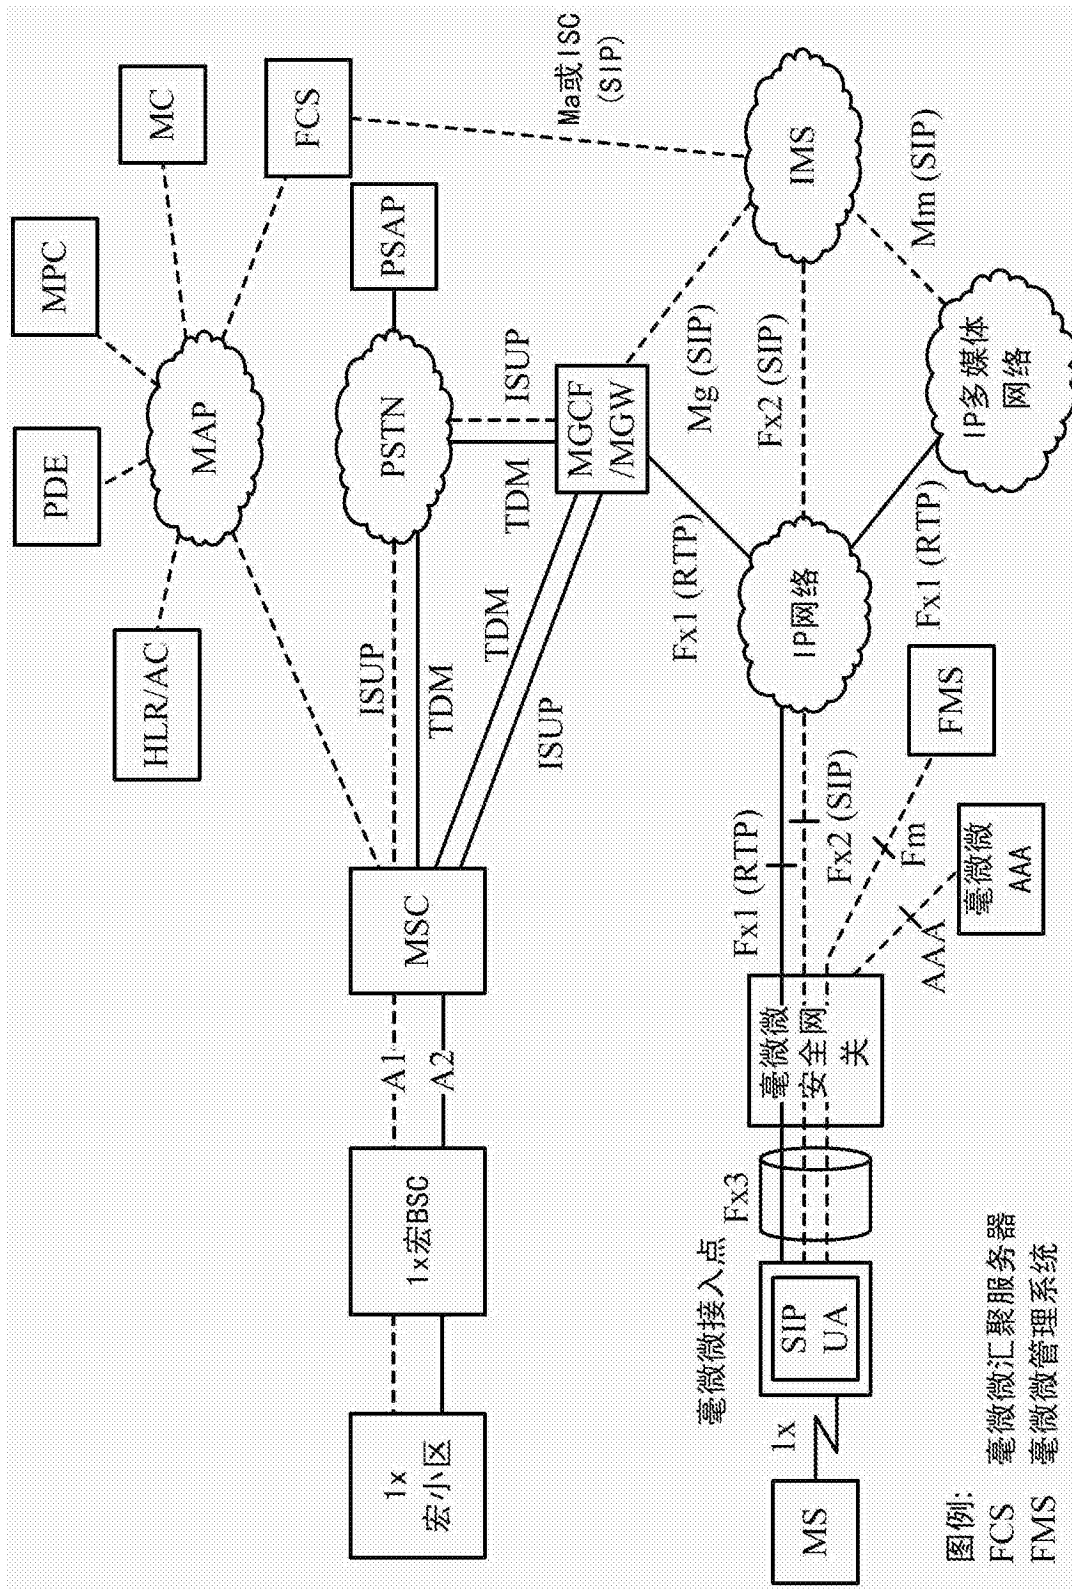 HLR/AC
PDE
MPC
MC
MAP
FCS
PSAP
PSTN
ISUP
TDM
ISUP
TDM
TDM
ISUP
Ma或ISC
(SIP)
1x
宏小区
1x宏BSC
A1
A2
MSC
MGCF
/MGW
Mg (SIP)
Fx2 (SIP)
IMS
Mm (SIP)
Fx1 (RTP)
IP网络
Fx1 (RTP)
IP多媒体
网络
毫微微接入点
Fx3
MS
1x
SIP
UA
毫微微
安全网
关
Fx1 (RTP)
Fx2 (SIP)
Fm
FMS
AAA
毫微微
AAA
图例:
FCS 毫微微汇聚服务器
FMS 毫微微管理系统